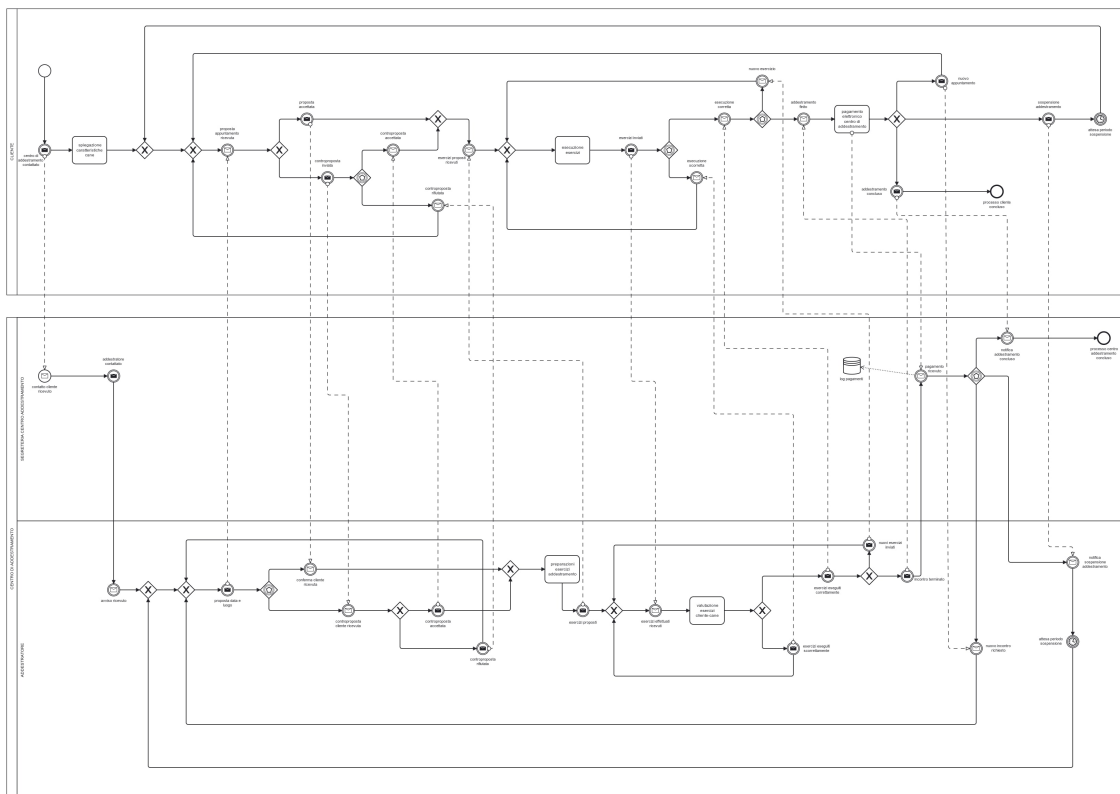 CLIENTE
centro di
addestramento
contattato
spiegazione
caratteristiche
cane
proposta
appuntamento
ricevuta
proposta
accettata
controproposta
inviata
controproposta
accettata
controproposta
rifiutata
esercizi proposti
ricevuti
esecuzione
esercizi
esercizi inviati
esecuzione
corretta
esecuzione
scorretta
nuovo esercizio
addestramento
finito
pagamento
elettronico
centro di
addestramento
nuovo
appuntamento
addestramento
concluso
processo cliente
concluso
sospensione
addestramento
attesa periodo
sospensione
CENTRO DI ADDESTRAMENTO
SEGRETERIA CENTRO ADDESTRAMENTO
contatto cliente
ricevuto
addestratore
contattato
log pagamenti
pagamento
ricevuto
notifica
addestramento
concluso
processo centro
addestramento
concluso
ADDESTRATORE
avviso ricevuto
proposta data e
luogo
conferma cliente
ricevuta
controproposta
cliente ricevuta
controproposta
accettata
controproposta
rifiutata
preparazione
esercizi
addestramento
esercizi proposti
esercizi effettuati
ricevuti
valutazione
esercizi
cliente-cane
esercizi eseguiti
correttamente
esercizi eseguiti
scorrettamente
nuovi esercizi
inviati
incontro terminato
nuovo incontro
richiesto
notifica
sospensione
addestramento
attesa periodo
sospensione